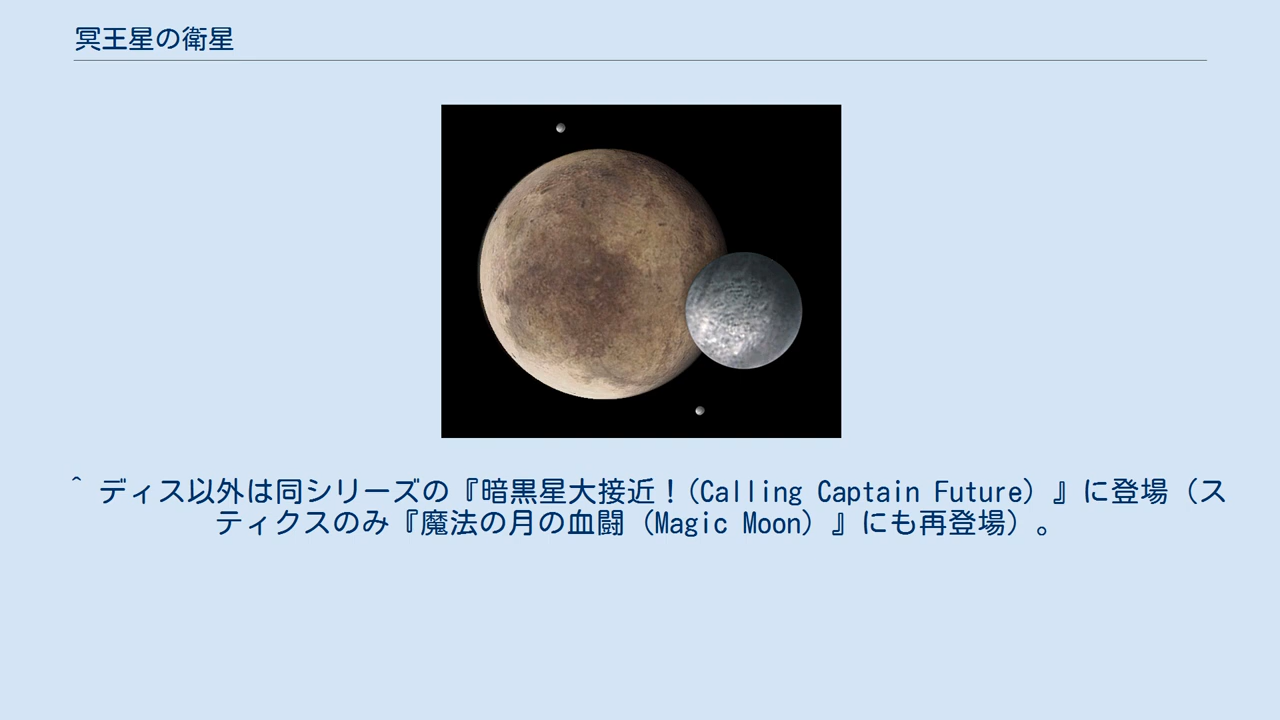 冥王星の衛星
^ ディス以外は同シリーズの『暗黒星大接近！(Calling Captain Future) 』に登場（ス
ティクスのみ『魔法の月の血闘（Magic Moon）』にも再登場）。